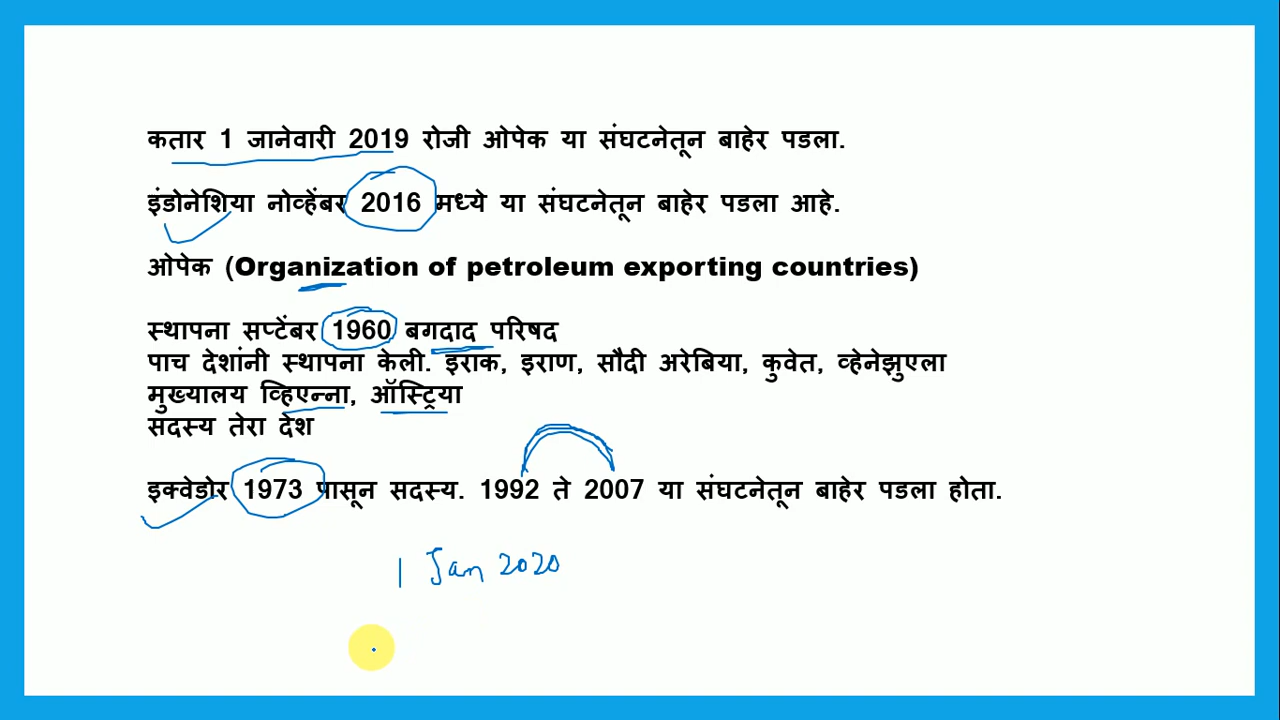 कतार 1 जानेवारी 2019 रोजी ओपेक या संघटनेतून बाहेर पडला.
इंडोनेशिया नोव्हेंबर 2016 मध्ये या संघटनेतून बाहेर पडला आहे.
ओपेक (Organization of petroleum exporting countries)
स्थापना सप्टेंबर 1960 बगदाद परिषद
पाच देशांनी स्थापना केली. इराक, इराण, सौदी अरेबिया, कुवेत, व्हेनेझुएला
मुख्यालय व्हिएन्ना, ऑस्ट्रिया
सदस्य तेरा देश
इक्वेडोर 1973 पासून सदस्य. 1992 ते 2007 या संघटनेतून बाहेर पडला होता.
1 Jan 2020